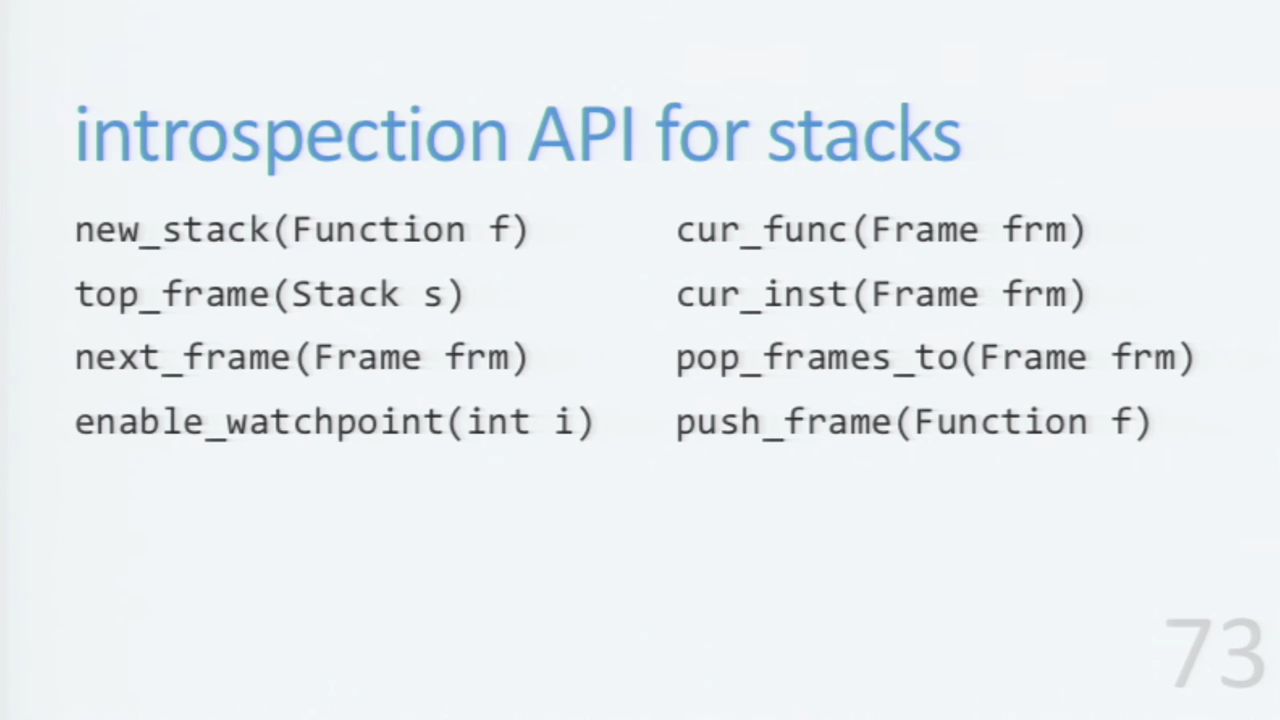 introspection API for stacks
new_stack(Function f)
top_frame(Stack s)
next_frame(Frame frm)
enable_watchpoint(int i)
cur_func(Frame frm)
cur_inst(Frame frm)
pop_frames_to(Frame frm)
push_frame(Function f)
73